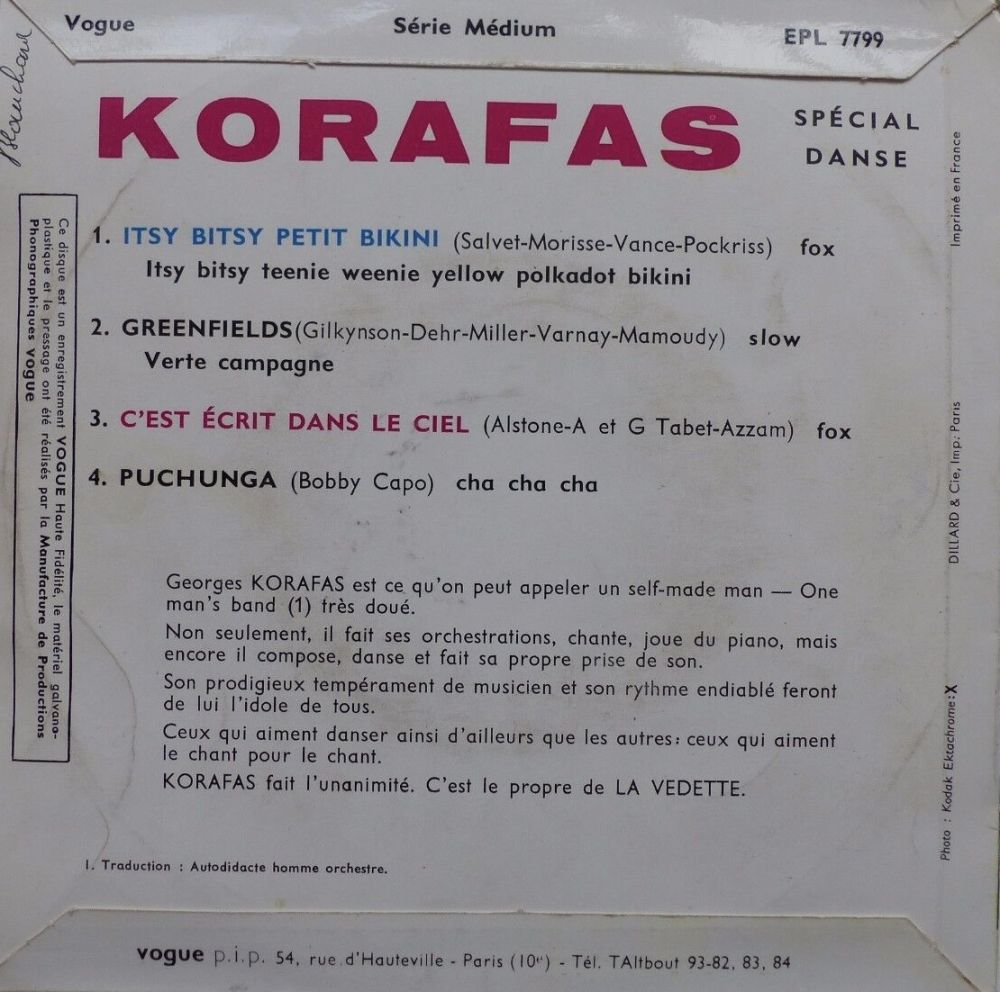 Vogue
Série Médium
EPL 7799
KORAFAS
SPÉCIAL
DANSE
1. ITSY BITSY PETIT BIKINI (Salvet-Morisse-Vance-Pockriss) fox
Itsy bitsy teenie weenie yellow polkadot bikini
2. GREENFIELDS(Gilkynson-Dehr-Miller-Varnay-Mamoudy) slow
Verte campagne
3. C'EST ÉCRIT DANS LE CIEL (Alstone-A et G Tabet-Azzam) fox
4. PUCHUNGA (Bobby Capo) cha cha cha
Georges KORAFAS est ce qu'on peut appeler un self-made man — One
man's band (1) très doué.
Non seulement, il fait ses orchestrations, chante, joue du piano, mais
encore il compose, danse et fait sa propre prise de son.
Son prodigieux tempérament de musicien et son rythme endiablé feront
de lui l'idole de tous.
Ceux qui aiment danser ainsi d'ailleurs que les autres: ceux qui aiment
le chant pour le chant.
KORAFAS fait l'unanimité. C'est le propre de LA VEDETTE.
1. Traduction : Autodidacte homme orchestre.
vogue p.i.p. 54, rue d'Hauteville - Paris (10e) - Tél. TAItbout 93-82, 83, 84
Ce disque est un enregistrement VOGUE Haute Fidélité, le matériel galvano-
plastique et le pressage ont été réalisés par la Manufacture de Productions
Phonographiques Vogue
Imprimé en France
DILLARD & Cie, Imp: Paris
Photo : Kodak Ektachrome:X